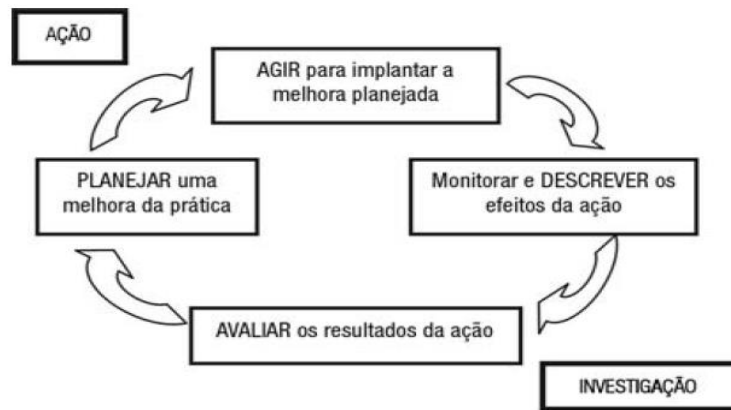 AÇÃO
AGIR para implantar a
melhora planejada
PLANEJAR uma
melhora da prática
Monitorar e DESCREVER os
efeitos da ação
AVALIAR os resultados da ação
INVESTIGAÇÃO